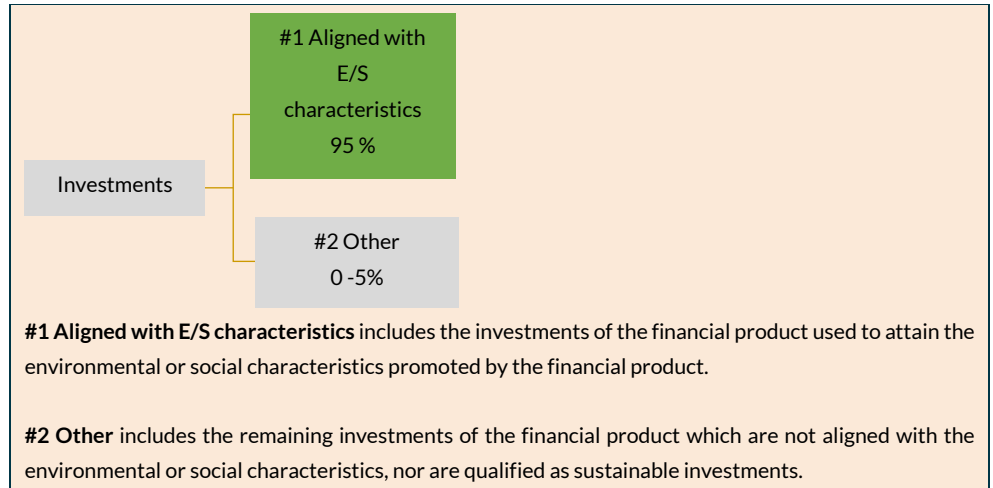 #1 Aligned with
E/S
characteristics
95 %
Investments
#2 Other
0 -5%
#1 Aligned with E/S characteristics includes the investments of the financial product used to attain the
environmental or social characteristics promoted by the financial product.
#2 Other includes the remaining investments of the financial product which are not aligned with the
environmental or social characteristics, nor are qualified as sustainable investments.